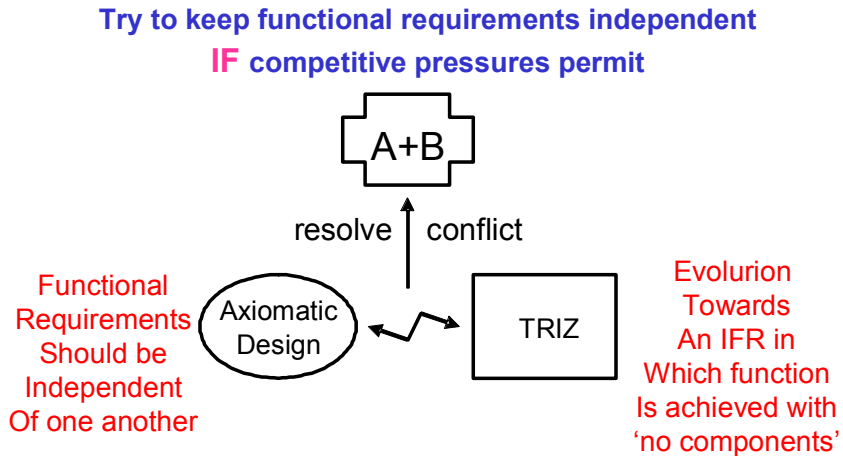 Try to keep functional requirements independent
IF competitive pressures permit
A+B
resolve conflict
Functional
Requirements
Should be
Independent
Of one another
Axiomatic
Design
TRIZ
Evolurion
Towards
An IFR in
Which function
Is achieved with
‘no components’